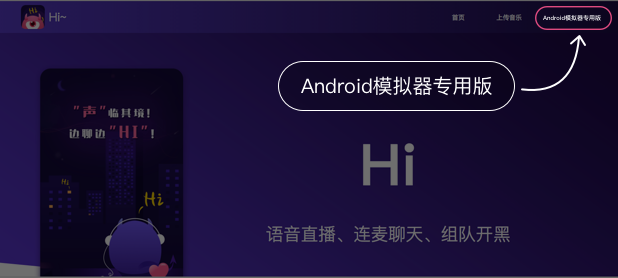 Hi
Hi~
首页
上传音乐
Android模拟器专用版
Android模拟器专用版
"声"临其境！
边聊边"HI"！
Hi
Hi
Hi
语音直播、连麦聊天、组队开黑